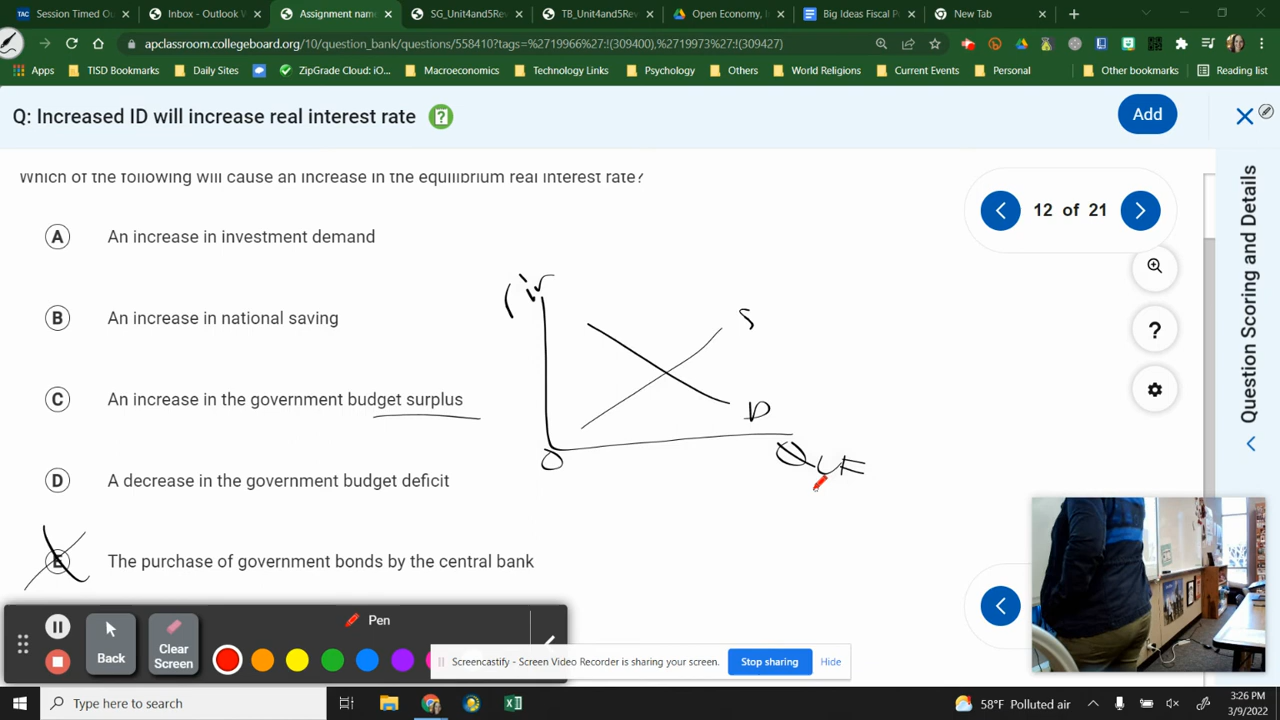 Session Timed Ou
Inbox - Outlook W
Assignment name
SG_Unit4and5Rev
TB_Unit4and5Rev
Open Economy, I
Big Ideas Fiscal P
New Tab
apclassroom.collegeboard.org/10/question_bank/questions/558410?tags=%2719966%27:!(309400),%2719973%27:!(309427)
Apps
TISD Bookmarks
Daily Sites
ZipGrade Cloud: iO...
Macroeconomics
Technology Links
Psychology
Others
World Religions
Current Events
Personal
Other bookmarks
Reading list
Q: Increased ID will increase real interest rate
Add
Which of the following will cause an increase in the equilibrium real interest rate?
12 of 21
A An increase in investment demand
B An increase in national saving
C An increase in the government budget surplus
D A decrease in the government budget deficit
E The purchase of government bonds by the central bank
ir
S
D
0
QLF
?
Question Scoring and Details
Back
Clear Screen
Pen
Screencastify - Screen Video Recorder is sharing your screen.
Stop sharing
Hide
Type here to search
58°F Polluted air
3:26 PM
3/9/2022